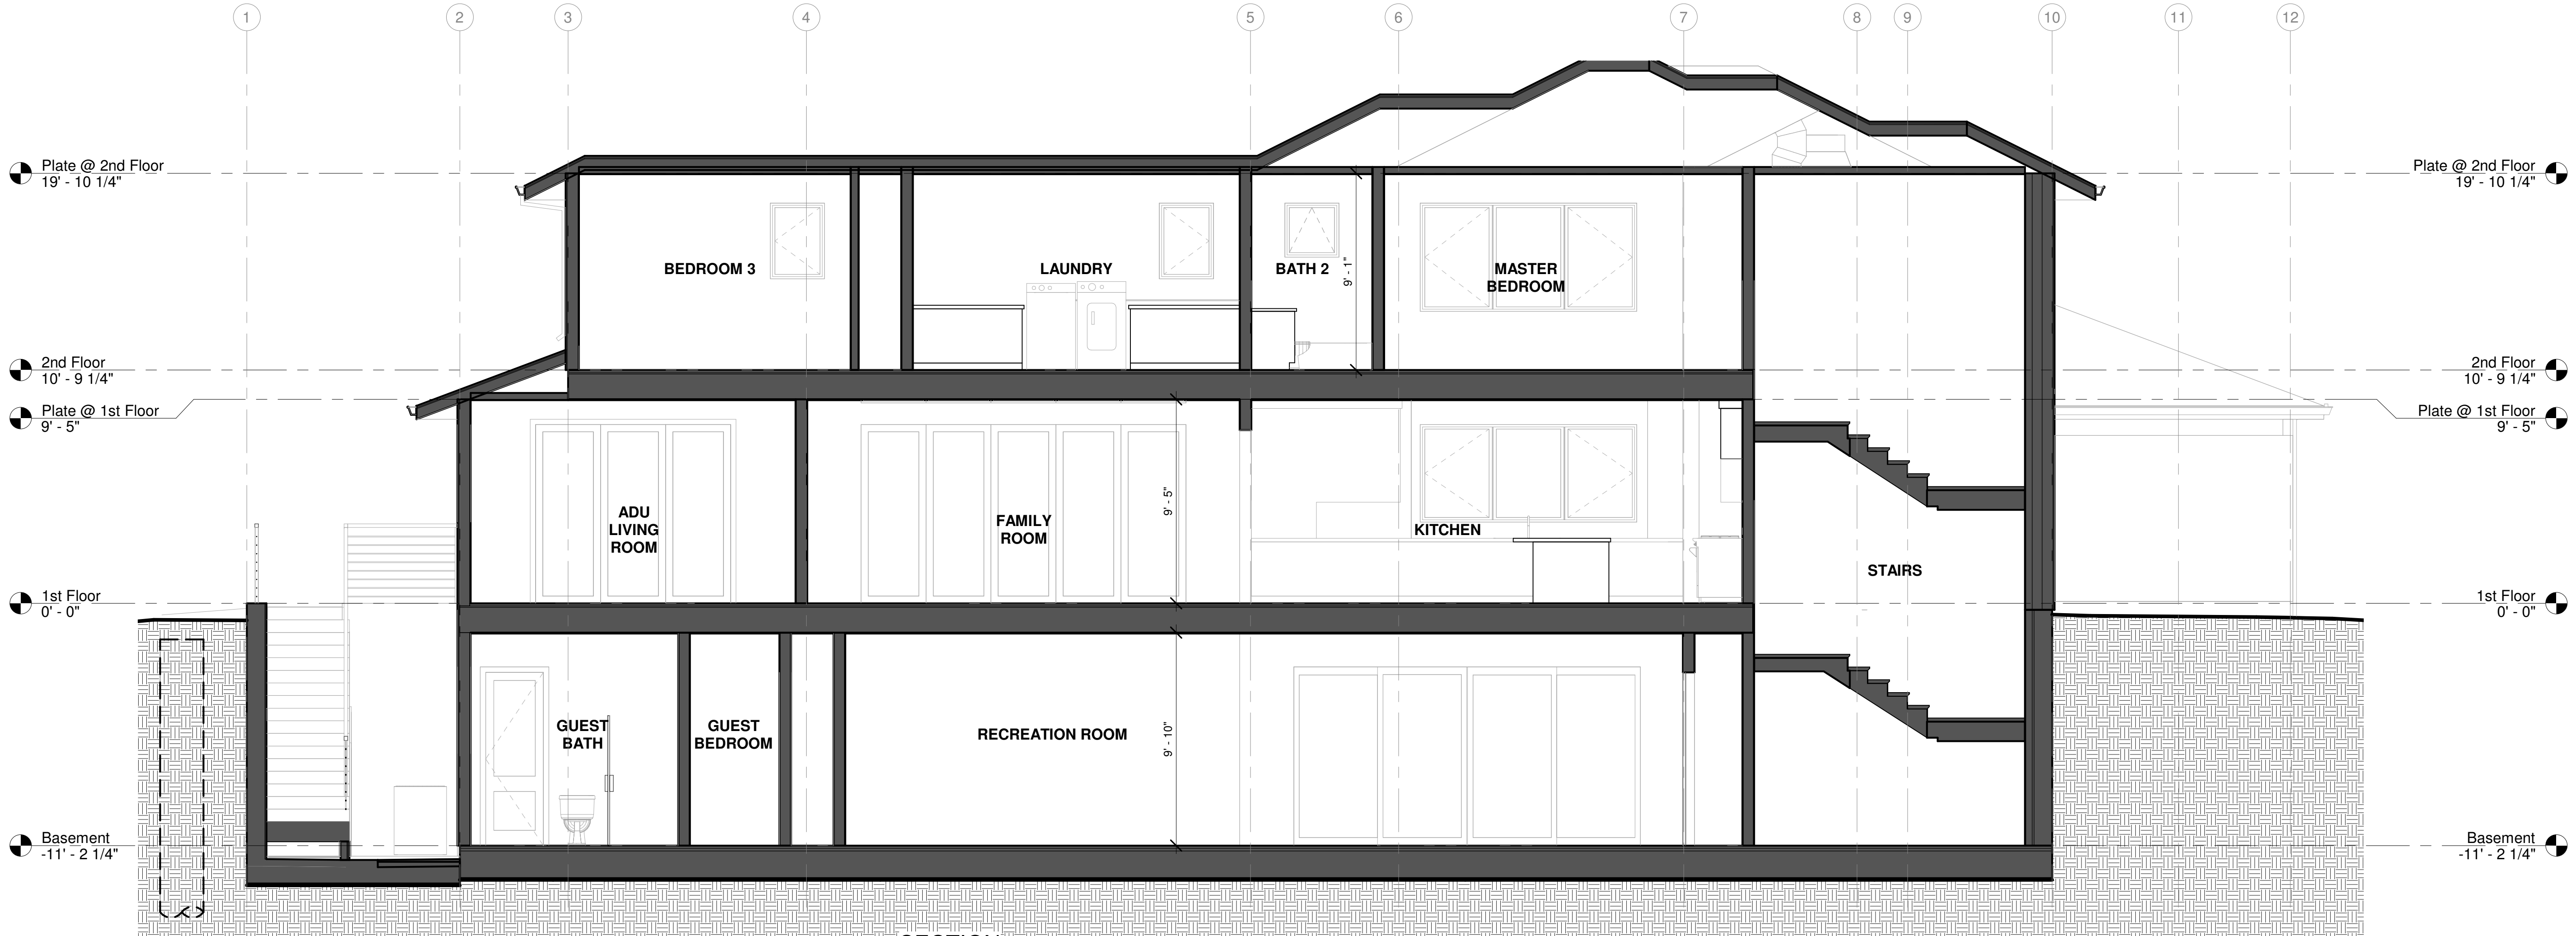 1 2 3 4 5 6 7 8 9 10 11 12
Plate @ 2nd Floor
19' - 10 1/4"
Plate @ 2nd Floor
19' - 10 1/4"
BEDROOM 3
LAUNDRY
BATH 2
9' - 1"
MASTER
BEDROOM
2nd Floor
10' - 9 1/4"
2nd Floor
10' - 9 1/4"
Plate @ 1st Floor
9' - 5"
Plate @ 1st Floor
9' - 5"
ADU
LIVING
ROOM
FAMILY
ROOM
9' - 5"
KITCHEN
STAIRS
1st Floor
0' - 0"
1st Floor
0' - 0"
GUEST
BATH
GUEST
BEDROOM
RECREATION ROOM
9' - 10"
Basement
-11' - 2 1/4"
Basement
-11' - 2 1/4"